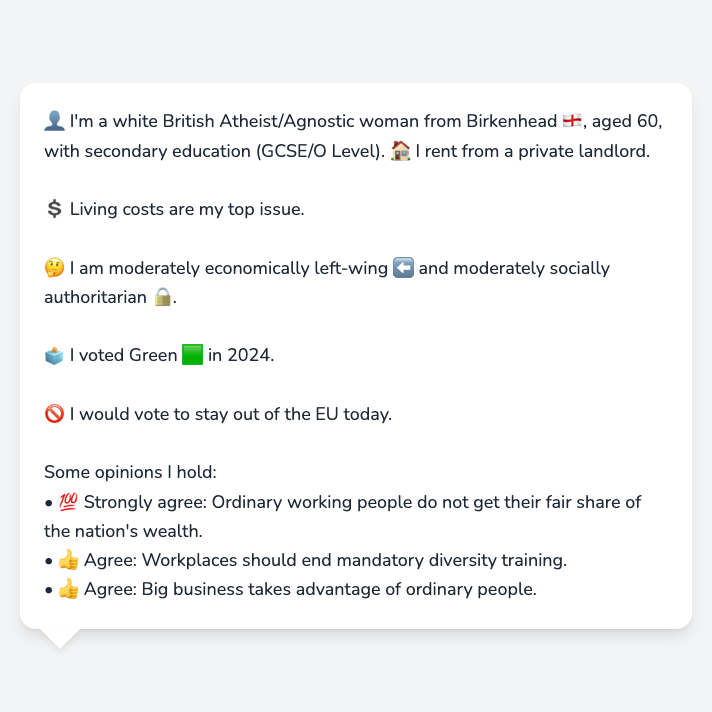 👤 I'm a white British Atheist/Agnostic woman from Birkenhead 🏴󠁧󠁢󠁥󠁮󠁧󠁿, aged 60,
with secondary education (GCSE/O Level). 🏠 I rent from a private landlord.
💲 Living costs are my top issue.
🤔 I am moderately economically left-wing ⬅️ and moderately socially
authoritarian 🔒.
🗳️ I voted Green 🟩 in 2024.
🚫 I would vote to stay out of the EU today.
Some opinions I hold:
• 💯 Strongly agree: Ordinary working people do not get their fair share of
the nation's wealth.
• 👍 Agree: Workplaces should end mandatory diversity training.
• 👍 Agree: Big business takes advantage of ordinary people.